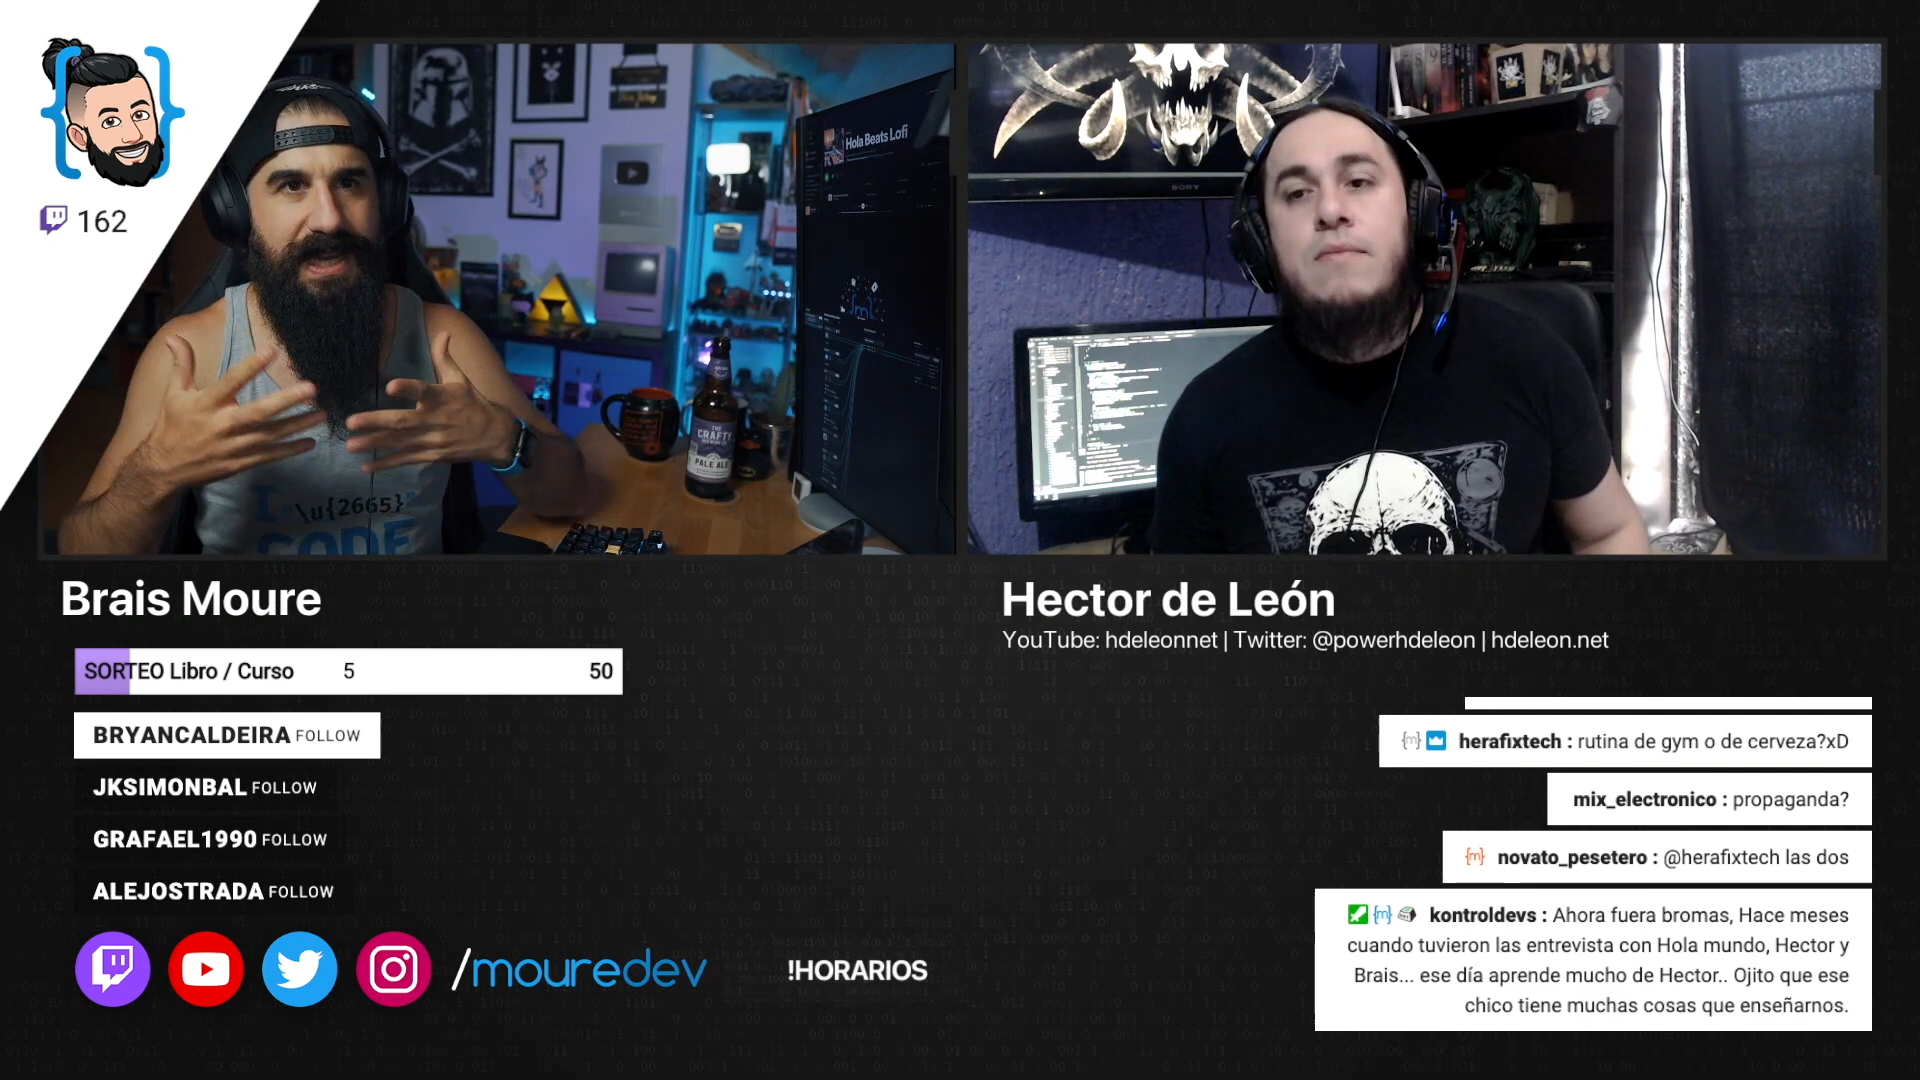 162
Hola Beats Lofi
SONY
THE
CRAFTY
PALE ALE
I
\u{2665}"
CODE
Brais Moure
Hector de León
YouTube: hdeleonnet | Twitter: @powerhdeleon | hdeleon.net
SORTEO Libro / Curso 5 50
BRYANCALDEIRA FOLLOW
JKSIMONBAL FOLLOW
GRAFAEL1990 FOLLOW
ALEJOSTRADA FOLLOW
/mouredev
!HORARIOS
{m} herafixtech : rutina de gym o de cerveza?xD
mix_electronico : propaganda?
{m} novato_pesetero : @herafixtech las dos
{m} kontroldevs : Ahora fuera bromas, Hace meses
cuando tuvieron las entrevista con Hola mundo, Hector y
Brais... ese día aprende mucho de Hector.. Ojito que ese
chico tiene muchas cosas que enseñarnos.